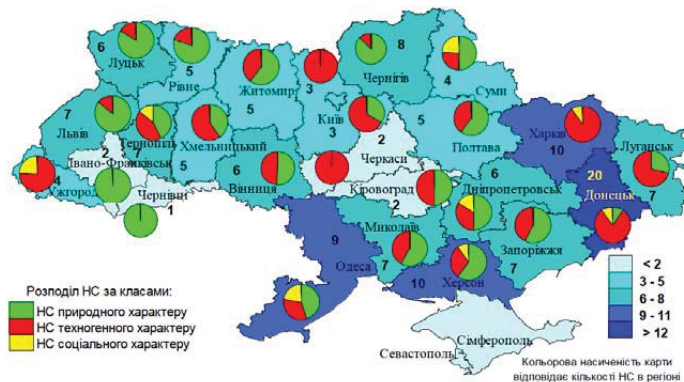 6
Луцьк
5
Рівне
Житомир
5
3
Київ
3
8
Чернігів
4
Суми
7
Львів
2
Тернопіль
7
Івано-Франківськ
Хмельницький
5
6
Вінниця
2
Черкаси
5
Полтава
Харків
10
Луганськ
7
20
Донецьк
4
Ужгород
Чернівці
1
Кіровоград
2
6
Дніпропетровськ
Миколаїв
7
9
Одеса
10
Херсон
Запоріжжя
7
Сімферополь
Севастополь
Розподіл НС за класами:
НС природного характеру
НС техногенного характеру
НС соціального характеру
< 2
3 - 5
6 - 8
9 - 11
> 12
Кольорова насиченість карти
відповідає кількості НС в регіоні